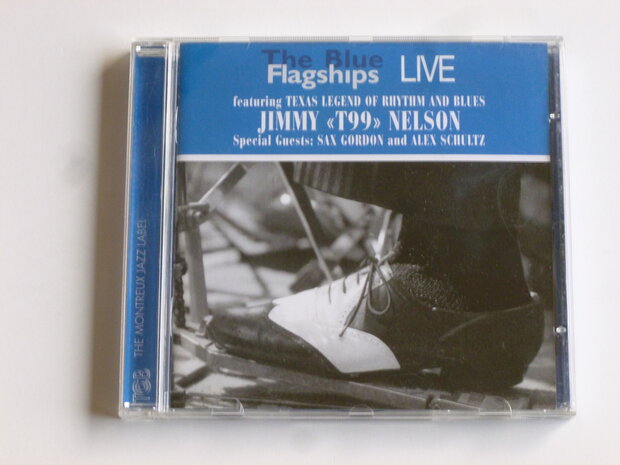 The Blue
Flagships LIVE
featuring TEXAS LEGEND OF RHYTHM AND BLUES
JIMMY «T99» NELSON
Special Guests: SAX GORDON and ALEX SCHULTZ
TCB THE MONTREUX JAZZ LABEL